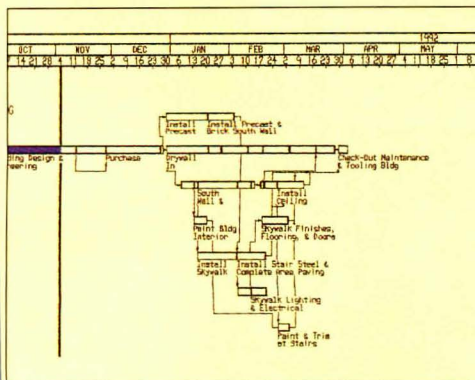 1992
OCT NOV DEC JAN FEB MAR APR MAY
7 14 21 28 4 11 18 25 2 9 16 23 30 6 13 20 27 3 10 17 24 2 9 16 23 30 6 13 20 27 4 11 18 25 1 8
G
Install Install Precast &
Precast Brick South Wall
ding Design & Purchase Drywall Check-Out Maintenance
neering In & Tooling Bldg
South Install
Wall & Ceiling
Paint Bldg Skywalk Finishes,
Interior Flooring, & Doors
Install Install Stair Steel &
Skywalk Complete Area Paving
Skywalk Lighting
& Electrical
Paint & Trim
at Stairs